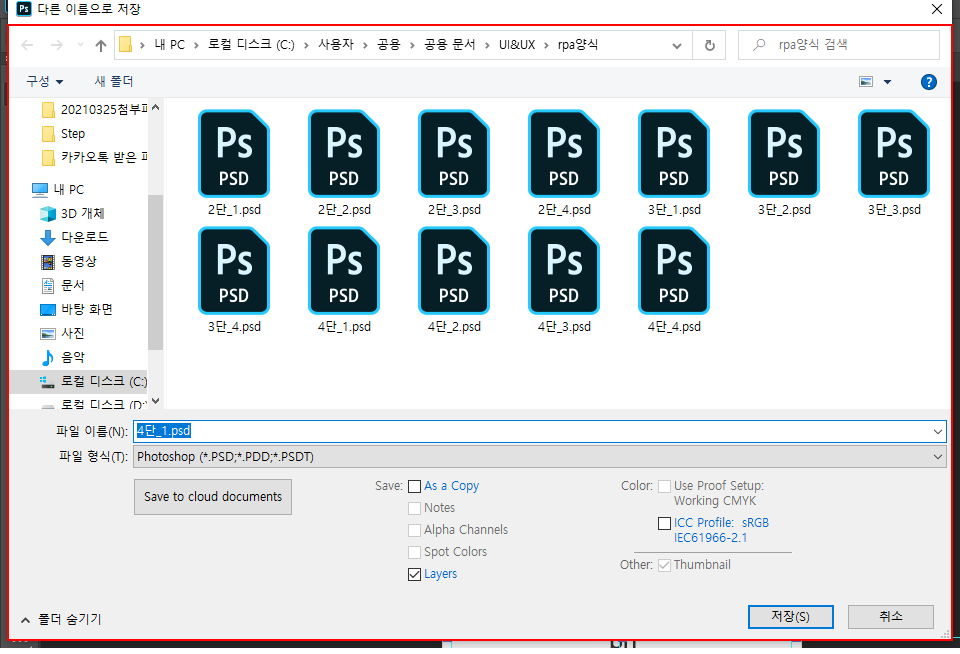 Ps 다른 이름으로 저장
내 PC › 로컬 디스크 (C:) › 사용자 › 공용 › 공용 문서 › UI&UX › rpa양식
rpa양식 검색
구성 새 폴더
20210325첨부
Step
카카오톡 받은
내 PC
3D 개체
다운로드
동영상
문서
바탕 화면
사진
음악
로컬 디스크 (C:)
로컬 디스크 (D:
Ps PSD
2단_1.psd
Ps PSD
2단_2.psd
Ps PSD
2단_3.psd
Ps PSD
2단_4.psd
Ps PSD
3단_1.psd
Ps PSD
3단_2.psd
Ps PSD
3단_3.psd
Ps PSD
3단_4.psd
Ps PSD
4단_1.psd
Ps PSD
4단_2.psd
Ps PSD
4단_3.psd
Ps PSD
4단_4.psd
파일 이름(N): 4단_1.psd
파일 형식(T): Photoshop (*.PSD;*.PDD;*.PSDT)
Save to cloud documents
Save: As a Copy
Notes
Alpha Channels
Spot Colors
Layers
Color: Use Proof Setup:
Working CMYK
ICC Profile: sRGB
IEC61966-2.1
Other: Thumbnail
폴더 숨기기
저장(S)
취소